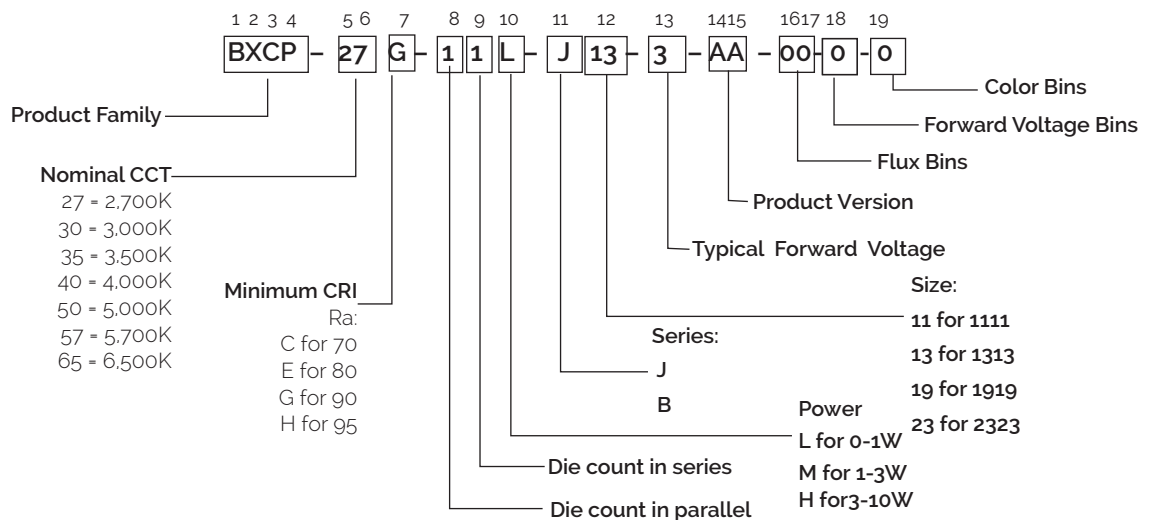 1 2 3 4 5 6 7 8 9 10 11 12 13 1415 1617 18 19
BXCP – 27 G – 1 1 L – J 13 – 3 – AA – 00 - 0 - 0
Color Bins
Product Family
Forward Voltage Bins
Flux Bins
Nominal CCT
27 = 2,700K
30 = 3,000K
35 = 3,500K
40 = 4,000K
50 = 5,000K
57 = 5,700K
65 = 6,500K
Product Version
Typical Forward Voltage
Minimum CRI
Ra:
C for 70
E for 80
G for 90
H for 95
Size:
11 for 1111
13 for 1313
19 for 1919
23 for 2323
Series:
J
B
Power
L for 0-1W
M for 1-3W
H for3-10W
Die count in series
Die count in parallel